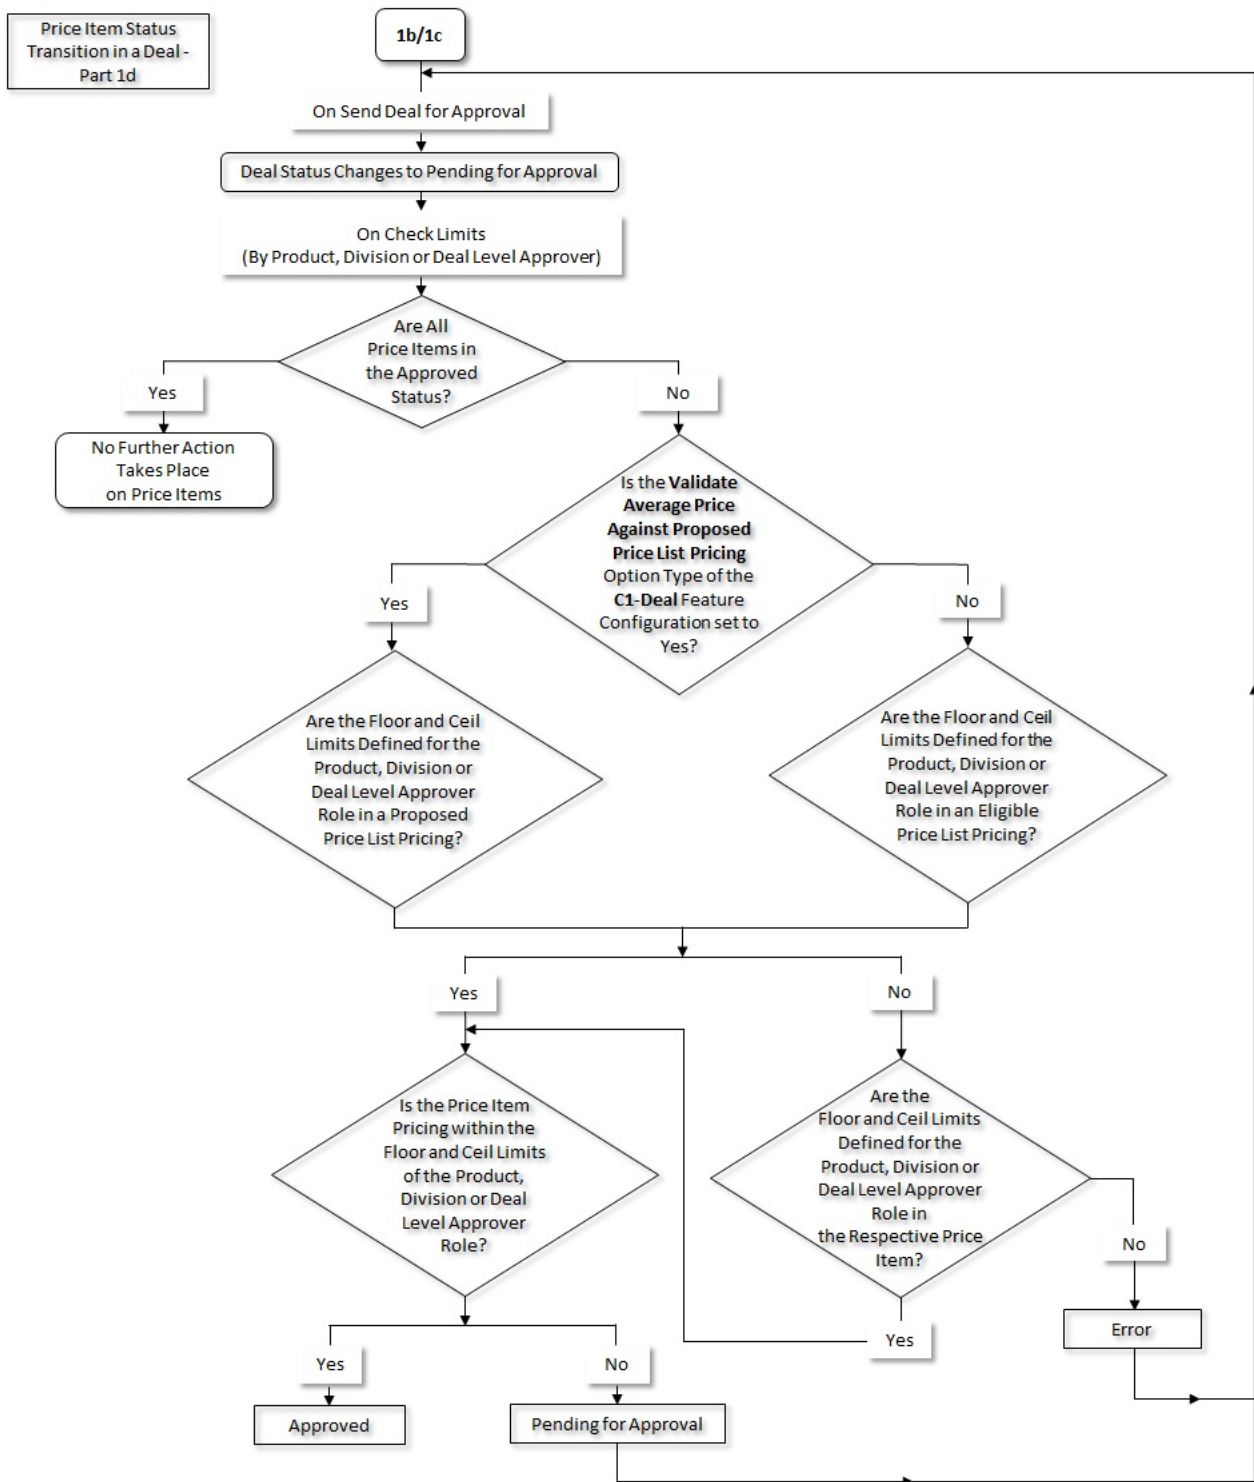 Price Item Status
Transition in a Deal -
Part 1d
1b/1c
On Send Deal for Approval
Deal Status Changes to Pending for Approval
On Check Limits
(By Product, Division or Deal Level Approver)
Are All
Price Items in
the Approved
Status?
Yes
No
No Further Action
Takes Place
on Price Items
Is the Validate
Average Price
Against Proposed
Price List Pricing
Option Type of the
C1-Deal Feature
Configuration set to
Yes?
Yes
No
Are the Floor and Ceil
Limits Defined for the
Product, Division or
Deal Level Approver
Role in a Proposed
Price List Pricing?
Are the Floor and Ceil
Limits Defined for the
Product, Division or
Deal Level Approver
Role in an Eligible
Price List Pricing?
Yes
No
Is the Price Item
Pricing within the
Floor and Ceil Limits
of the Product,
Division or Deal
Level Approver
Role?
Are the
Floor and Ceil Limits
Defined for the
Product, Division or
Deal Level Approver
Role in
the Respective Price
Item?
No
Error
Yes
Yes
No
Approved
Pending for Approval